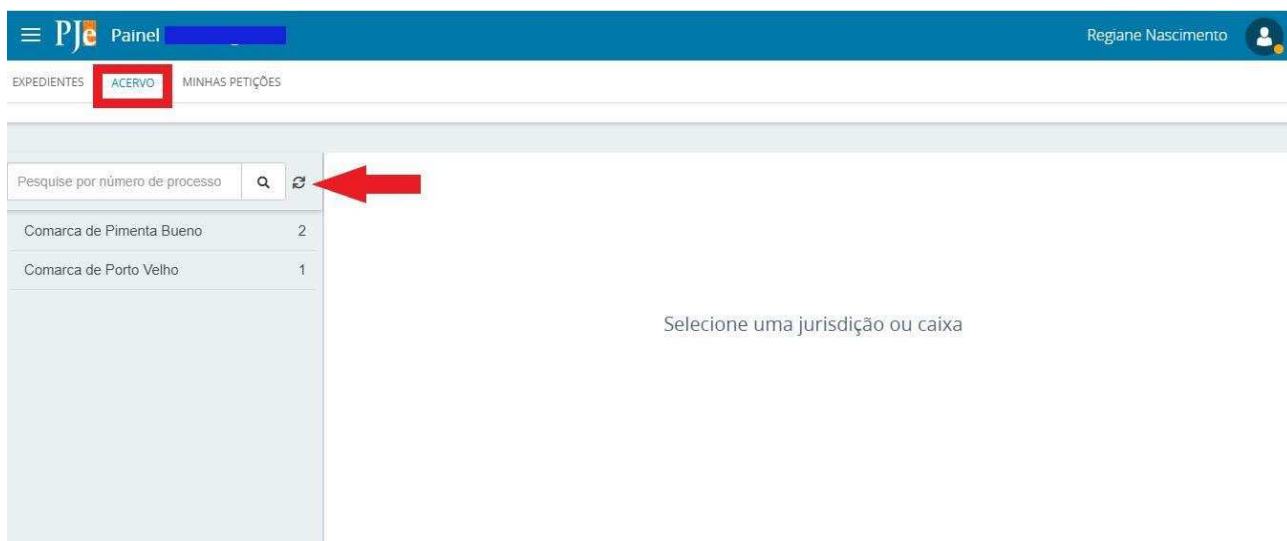 PJe Painel
Regiane Nascimento
EXPEDIENTES ACERVO MINHAS PETIÇÕES
Pesquise por número de processo
Comarca de Pimenta Bueno 2
Comarca de Porto Velho 1
Selecione uma jurisdição ou caixa